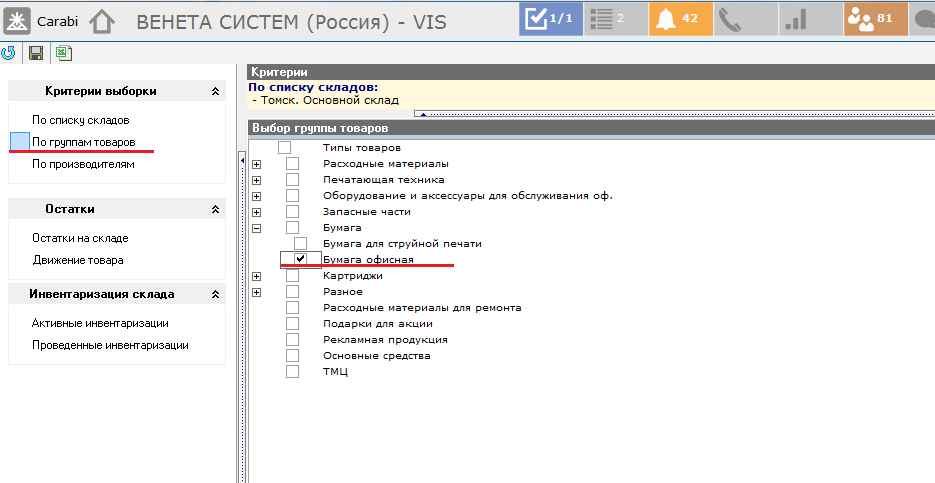 Carabi ВЕНЕТА СИСТЕМ (Россия) - VIS 1/1 2 42 81
Критерии выборки
По списку складов
По группам товаров
По производителям
Остатки
Остатки на складе
Движение товара
Инвентаризация склада
Активные инвентаризации
Проведенные инвентаризации
Критерии
По списку складов:
- Томск. Основной склад
Выбор группы товаров
Типы товаров
Расходные материалы
Печатающая техника
Оборудование и аксессуары для обслуживания оф.
Запасные части
Бумага
Бумага для струйной печати
Бумага офисная
Картриджи
Разное
Расходные материалы для ремонта
Подарки для акции
Рекламная продукция
Основные средства
ТМЦ